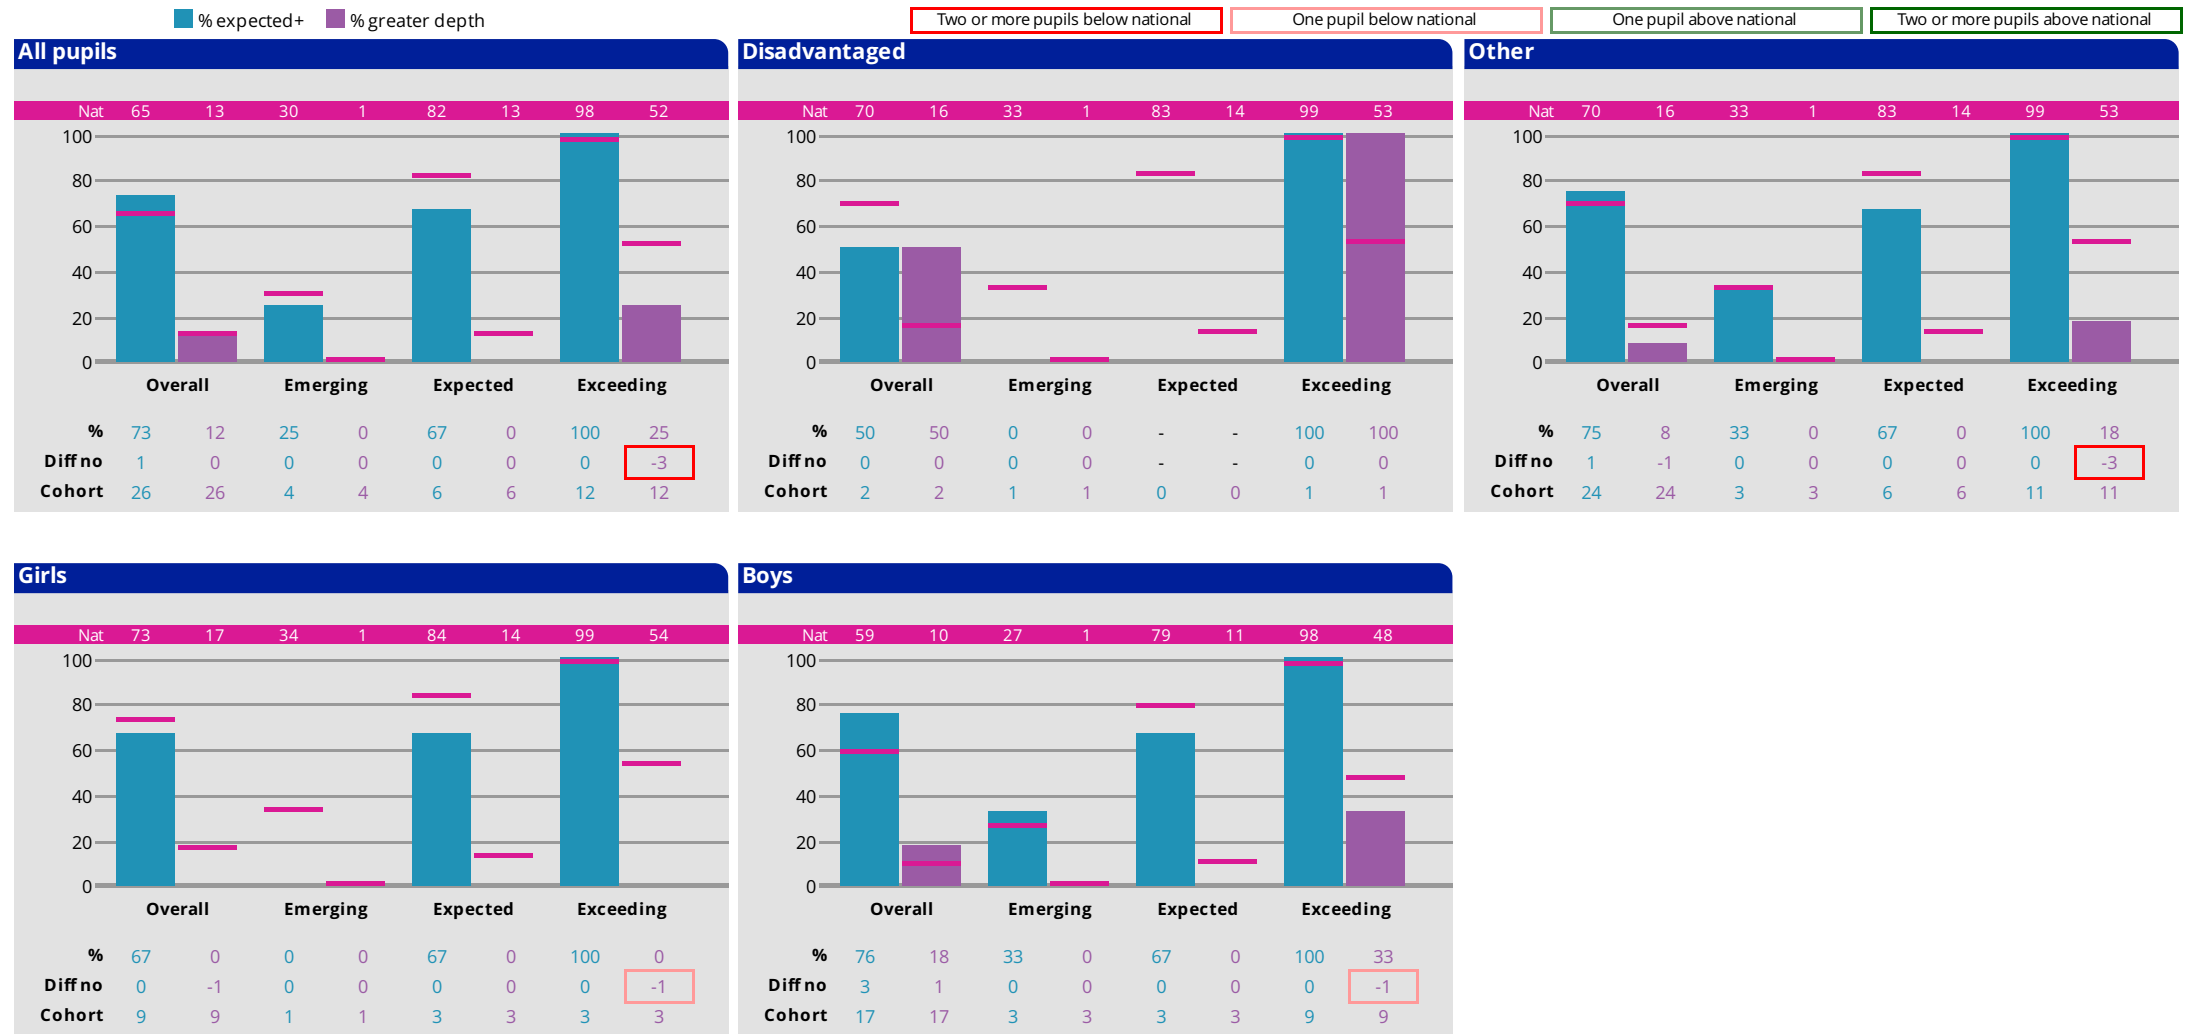 % expected+ % greater depth Two or more pupils below national One pupil below national One pupil above national Two or more pupils above national
All pupils
Nat 65 13 30 1 82 13 98 52
100
80
60
40
20
0
Overall Emerging Expected Exceeding
% 73 12 25 0 67 0 100 25
Diff no 1 0 0 0 0 0 0 -3
Cohort 26 26 4 4 6 6 12 12
Disadvantaged
Nat 70 16 33 1 83 14 99 53
100
80
60
40
20
0
Overall Emerging Expected Exceeding
% 50 50 0 0 - - 100 100
Diff no 0 0 0 0 - - 0 0
Cohort 2 2 1 1 0 0 1 1
Other
Nat 70 16 33 1 83 14 99 53
100
80
60
40
20
0
Overall Emerging Expected Exceeding
% 75 8 33 0 67 0 100 18
Diff no 1 -1 0 0 0 0 0 -3
Cohort 24 24 3 3 6 6 11 11
Girls
Nat 73 17 34 1 84 14 99 54
100
80
60
40
20
0
Overall Emerging Expected Exceeding
% 67 0 0 0 67 0 100 0
Diff no 0 -1 0 0 0 0 0 -1
Cohort 9 9 1 1 3 3 3 3
Boys
Nat 59 10 27 1 79 11 98 48
100
80
60
40
20
0
Overall Emerging Expected Exceeding
% 76 18 33 0 67 0 100 33
Diff no 3 1 0 0 0 0 0 -1
Cohort 17 17 3 3 3 3 9 9